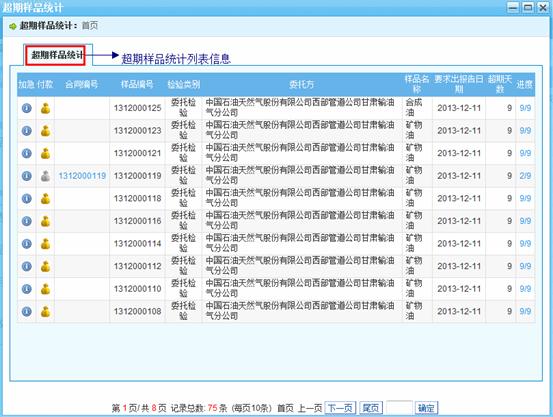 超期样品统计
超期样品统计：首页
超期样品统计
超期样品统计列表信息
加急 付款 合同编号 样品编号 检验类别 委托方 样品名称 要求出报告日期 超期天数 进度
1312000125 委托检验 中国石油天然气股份有限公司西部管道公司甘肃输油气分公司 合成油 2013-12-11 9 9/9
1312000123 委托检验 中国石油天然气股份有限公司西部管道公司甘肃输油气分公司 矿物油 2013-12-11 9 9/9
1312000121 委托检验 中国石油天然气股份有限公司西部管道公司甘肃输油气分公司 矿物油 2013-12-11 9 9/9
1312000119 1312000119 委托检验 中国石油天然气股份有限公司西部管道公司甘肃输油气分公司 矿物油 2013-12-11 9 2/9
1312000118 委托检验 中国石油天然气股份有限公司西部管道公司甘肃输油气分公司 矿物油 2013-12-11 9 9/9
1312000116 委托检验 中国石油天然气股份有限公司西部管道公司甘肃输油气分公司 矿物油 2013-12-11 9 9/9
1312000114 委托检验 中国石油天然气股份有限公司西部管道公司甘肃输油气分公司 矿物油 2013-12-11 9 9/9
1312000112 委托检验 中国石油天然气股份有限公司西部管道公司甘肃输油气分公司 矿物油 2013-12-11 9 9/9
1312000110 委托检验 中国石油天然气股份有限公司西部管道公司甘肃输油气分公司 矿物油 2013-12-11 9 9/9
1312000108 委托检验 中国石油天然气股份有限公司西部管道公司甘肃输油气分公司 矿物油 2013-12-11 9 9/9
第 1 页/共 8 页 记录总数: 75 条 (每页10条) 首页 上一页 下一页 尾页 确定